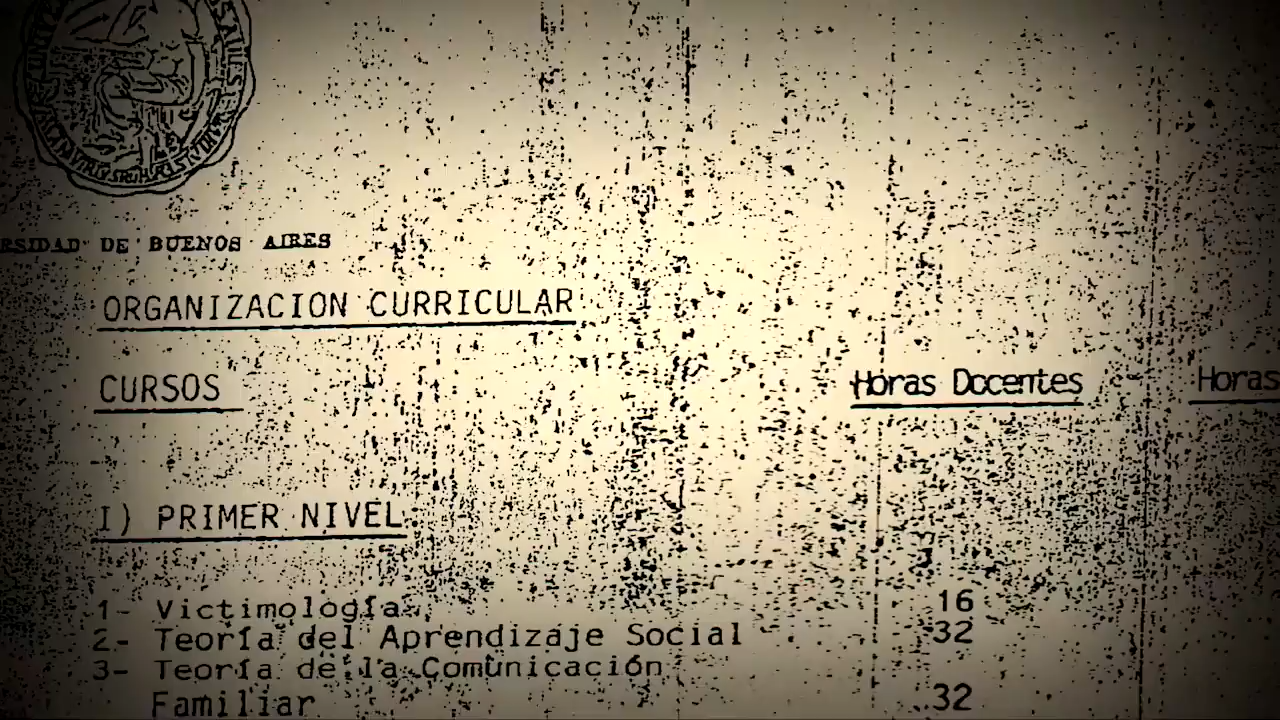 RSIDAD DE BUENOS AIRES
ORGANIZACION CURRICULAR
CURSOS Horas Docentes Horas
I) PRIMER NIVEL
1- Victimología 16
2- Teoría del Aprendizaje Social 32
3- Teoría de la Comunicación
Familiar 32